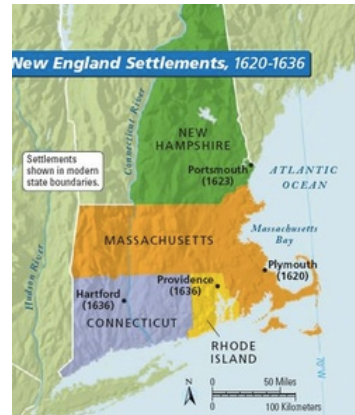 New England Settlements, 1620-1636
Connecticut River
NEW
HAMPSHIRE
Settlements
shown in modern
state boundaries.
Portsmouth
(1623)
ATLANTIC
OCEAN
Massachusetts
Bay
MASSACHUSETTS
Hudson River
Plymouth
(1620)
Providence
(1636)
Hartford
(1636)
CONNECTICUT
RHODE
ISLAND
70°W
N
0 50 Miles
0 100 Kilometers